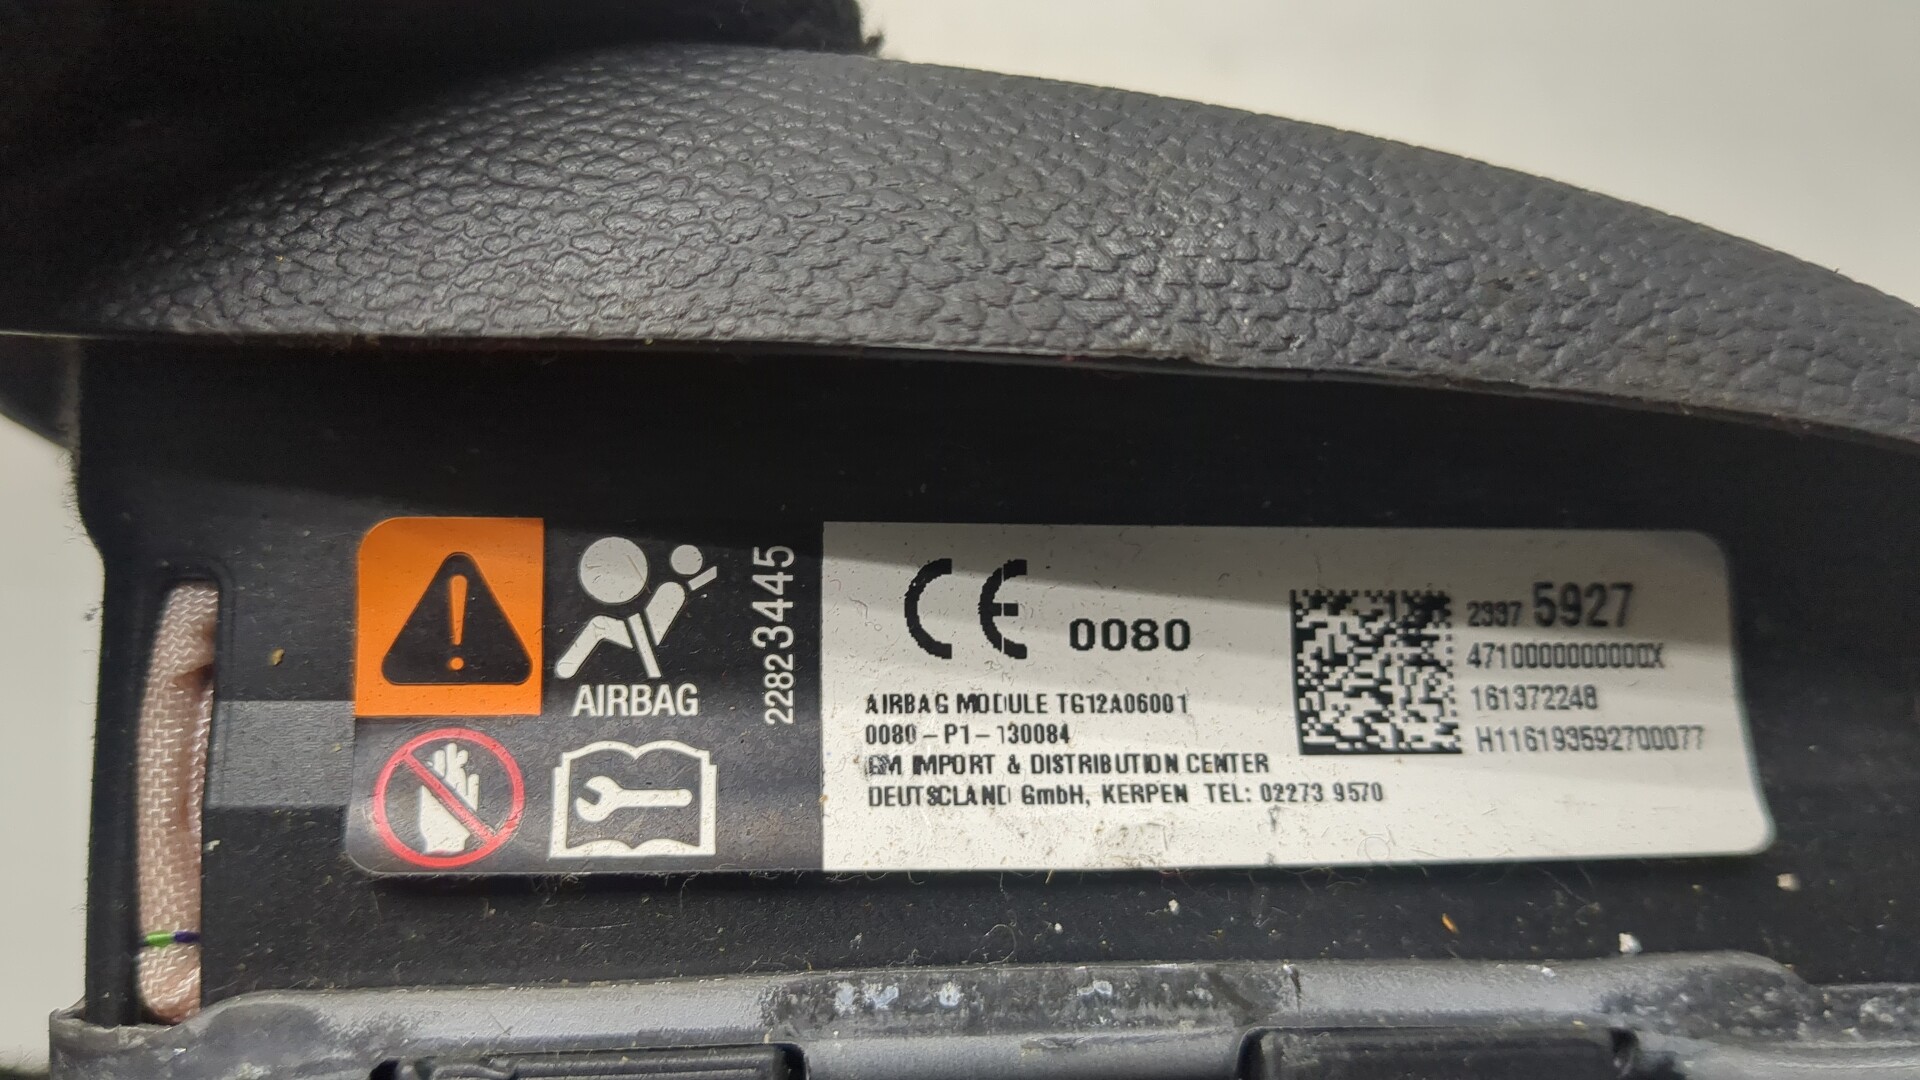 AIRBAG
22823445
CE 0080
AIRBAG MODULE TG12A06001
0080-P1-130084
GM IMPORT & DISTRIBUTION CENTER
DEUTSCLAND GmbH, KERPEN TEL: 02273 9570
2337 5927
4710000000000X
161372248
H116193592700077